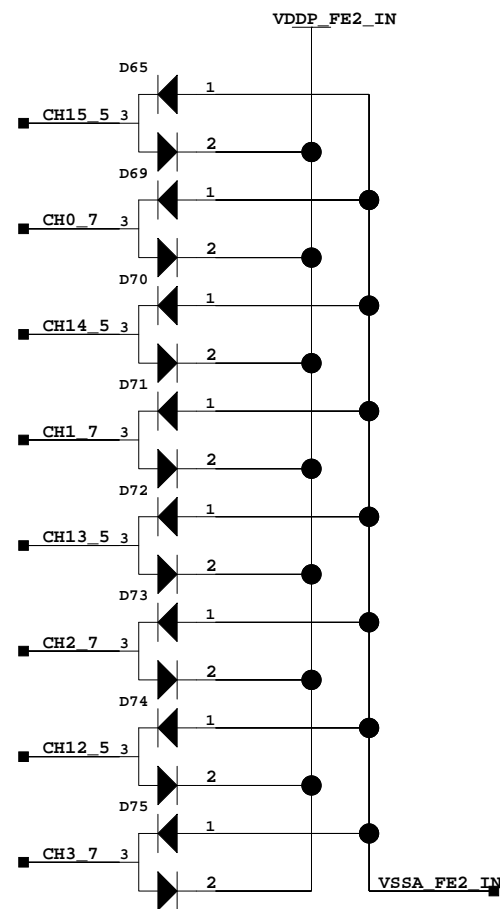 VDDP_FE2_IN
D65
1
CH15_5 3
2
D69
1
CH0_7 3
2
D70
1
CH14_5 3
2
D71
1
CH1_7 3
2
D72
1
CH13_5 3
2
D73
1
CH2_7 3
2
D74
1
CH12_5 3
2
D75
1
CH3_7 3
2
VSSA_FE2_IN